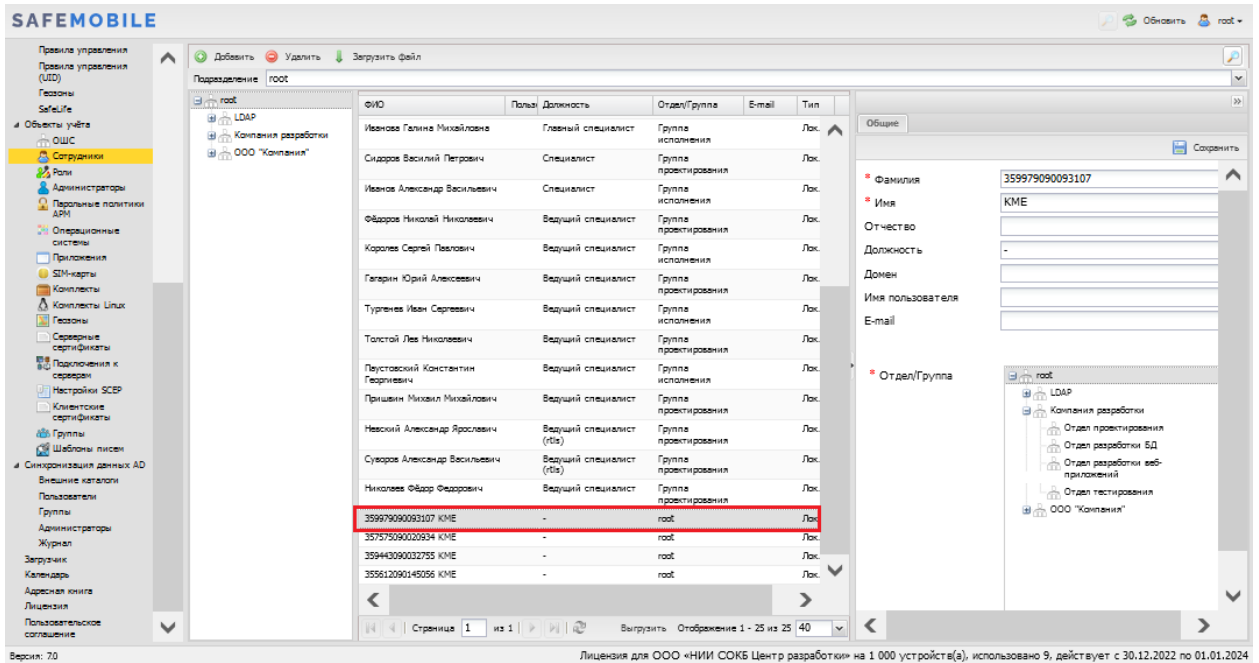 SAFEMOBILE
Обновить root
Правила управления
Правила управления
(UID)
Геозоны
SafeLife
Объекты учёта
ОШС
Сотрудники
Роли
Администраторы
Парольные политики
АРМ
Операционные
системы
Приложения
SIM-карты
Комплекты
Комплекты Linux
Геозоны
Серверные
сертификаты
Подключения к
серверам
Настройки SCEP
Клиентские
сертификаты
Группы
Шаблоны писем
Синхронизация данных AD
Внешние каталоги
Пользователи
Группы
Администраторы
Журнал
Загрузчик
Календарь
Адресная книга
Лицензия
Пользовательское
соглашение
Добавить Удалить Загрузить файл
Подразделение root
root
LDAP
Компания разработки
ООО "Компания"
ФИО Польз Должность Отдел/Группа E-mail Тип
Иванова Галина Михайловна Главный специалист Группа Лок.
исполнения
Сидоров Василий Петрович Специалист Группа Лок.
проектирования
Иванов Александр Васильевич Специалист Группа Лок.
исполнения
Фёдоров Николай Николаевич Ведущий специалист Группа Лок.
проектирования
Королев Сергей Павлович Ведущий специалист Группа Лок.
исполнения
Гагарин Юрий Алексеевич Ведущий специалист Группа Лок.
проектирования
Тургенев Иван Сергеевич Ведущий специалист Группа Лок.
исполнения
Толстой Лев Николаевич Ведущий специалист Группа Лок.
проектирования
Паустовский Константин Ведущий специалист Группа Лок.
Георгиевич исполнения
Пришвин Михаил Михайлович Ведущий специалист Группа Лок.
проектирования
Невский Александр Ярославич Ведущий специалист Группа Лок.
(rtls) проектирования
Суворов Александр Васильевич Ведущий специалист Группа Лок.
(rtls) проектирования
Николаев Фёдор Федорович Ведущий специалист Группа Лок.
проектирования
359979090093107 KME - root Лок
357575090020934 KME - root Лок.
359443090032755 KME - root Лок.
355612090145056 KME - root Лок.
Страница 1 из 1 Выгрузить Отображение 1 - 25 из 25 40
Общие
Сохранить
* Фамилия 359979090093107
* Имя KME
Отчество
Должность -
Домен
Имя пользователя
E-mail
* Отдел/Группа root
LDAP
Компания разработки
Отдел проектирования
Отдел разработки БД
Отдел разработки веб-
приложений
Отдел тестирования
ООО "Компания"
Версия: 7.0 Лицензия для ООО «НИИ СОКБ Центр разработки» на 1 000 устройств(а), использовано 9, действует с 30.12.2022 по 01.01.2024